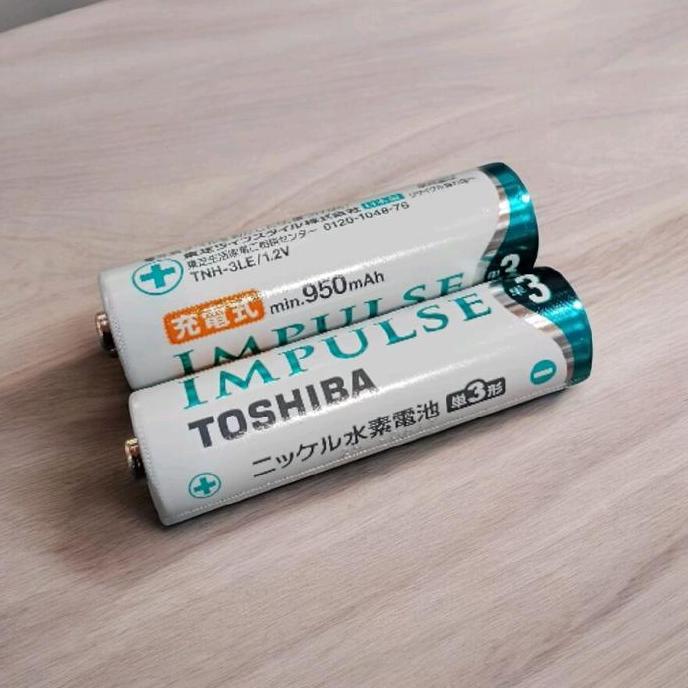 東芝ライフスタイル株式会社
東芝生活家電ご相談センター 0120-1048-76
TNH-3LE/1.2V
充電式 min.950mAh
IMPULSE
単3
IMPULSE
TOSHIBA
ニッケル水素電池 単3形
単3